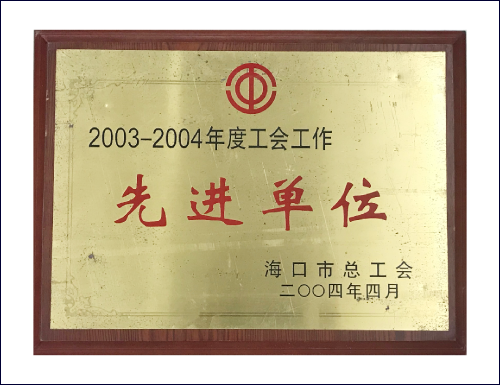 2003-2004年度工会工作
先进单位
海口市总工会
二〇〇四年四月